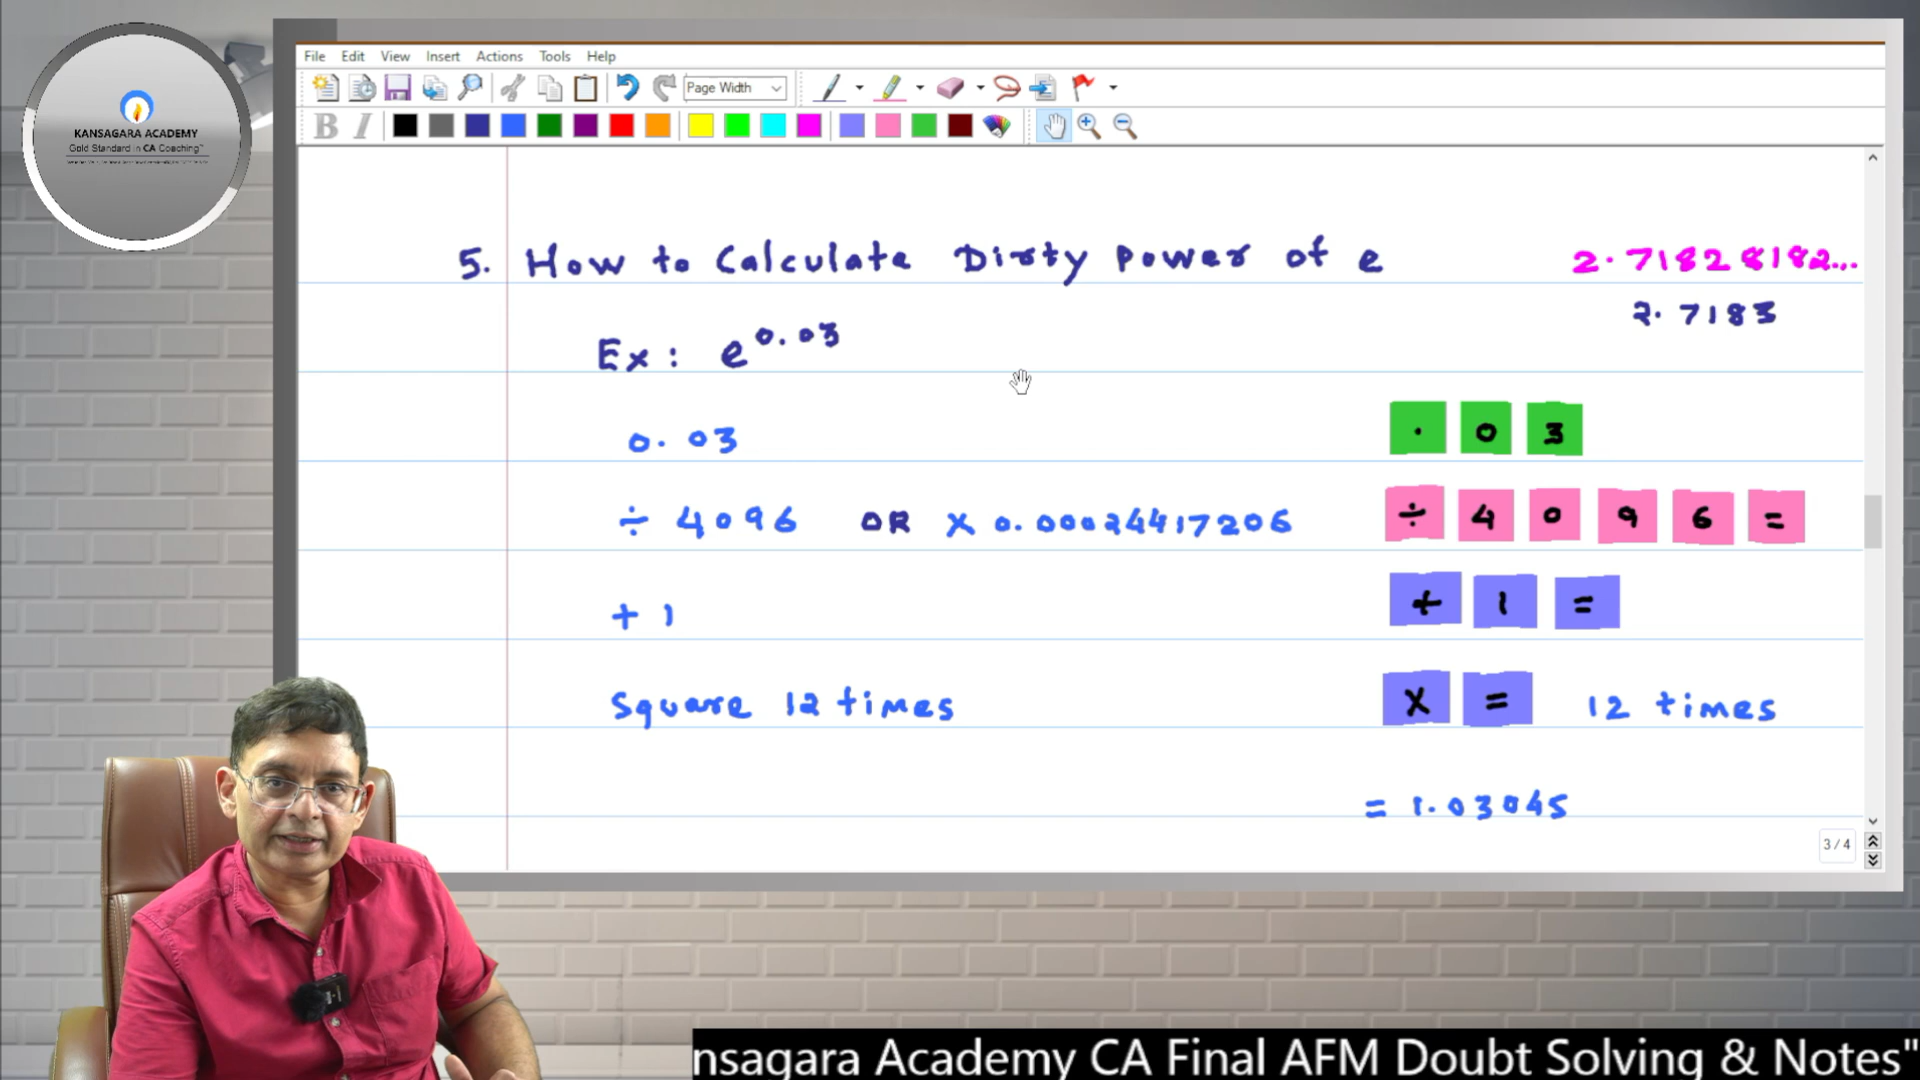 KANSAGARA ACADEMY
Gold Standard in CA Coaching™
File Edit View Insert Actions Tools Help
Page Width
B I
5. How to Calculate Dirty Power of e
2.71828182...
2.7183
Ex: e^0.03
0.03
. 0 3
÷ 4096 OR × 0.00024417206
÷ 4 0 9 6 =
+ 1
+ 1 =
Square 12 times
× = 12 times
= 1.03045
3 / 4
nsagara Academy CA Final AFM Doubt Solving & Notes"